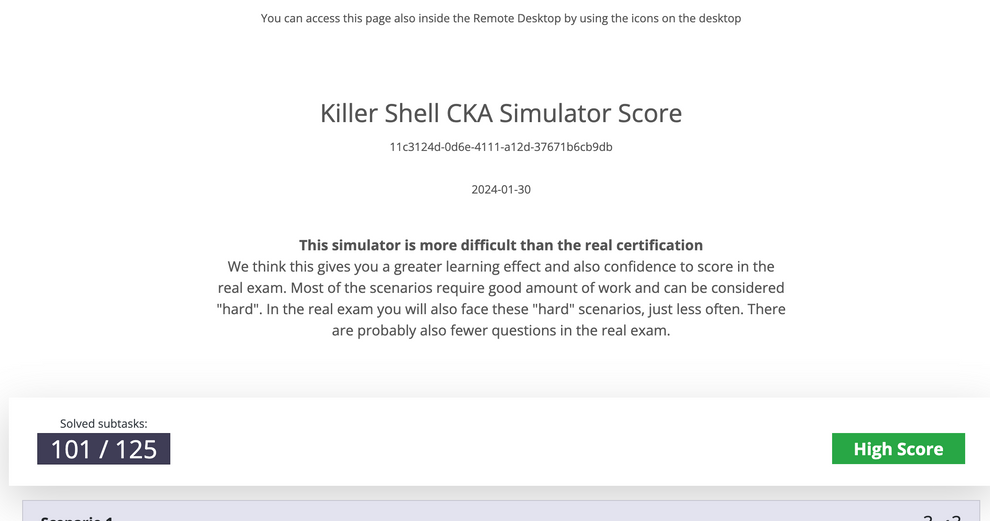 You can access this page also inside the Remote Desktop by using the icons on the desktop
Killer Shell CKA Simulator Score
11c3124d-0d6e-4111-a12d-37671b6cb9db
2024-01-30
This simulator is more difficult than the real certification
We think this gives you a greater learning effect and also confidence to score in the
real exam. Most of the scenarios require good amount of work and can be considered
"hard". In the real exam you will also face these "hard" scenarios, just less often. There
are probably also fewer questions in the real exam.
Solved subtasks:
101 / 125
High Score
Scenario 1